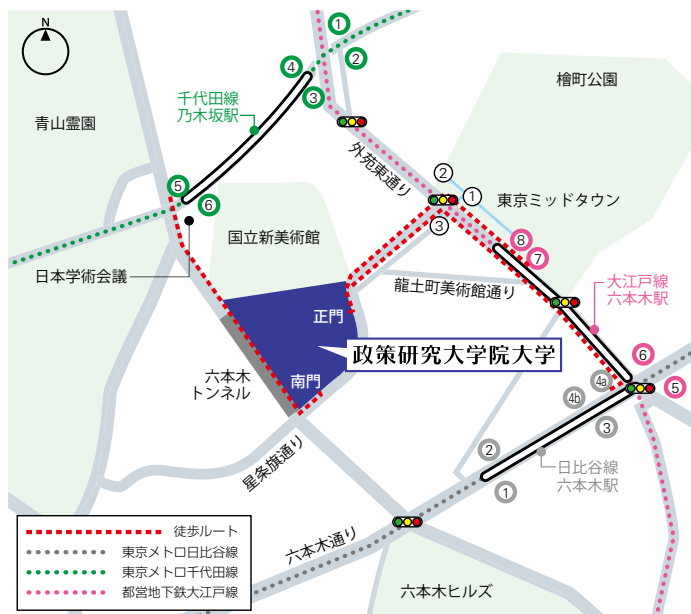 N
①
②
④
③
千代田線
乃木坂駅
檜町公園
青山霊園
外苑東通り
②
①
③
東京ミッドタウン
⑤
⑥
国立新美術館
⑧
⑦
日本学術会議
龍土町美術館通り
大江戸線
六本木駅
正門
政策研究大学院大学
六本木
トンネル
南門
⑥
⑤
4a
4b
③
②
①
日比谷線
六本木駅
星条旗通り
六本木通り
六本木ヒルズ
徒歩ルート
東京メトロ日比谷線
東京メトロ千代田線
都営地下鉄大江戸線